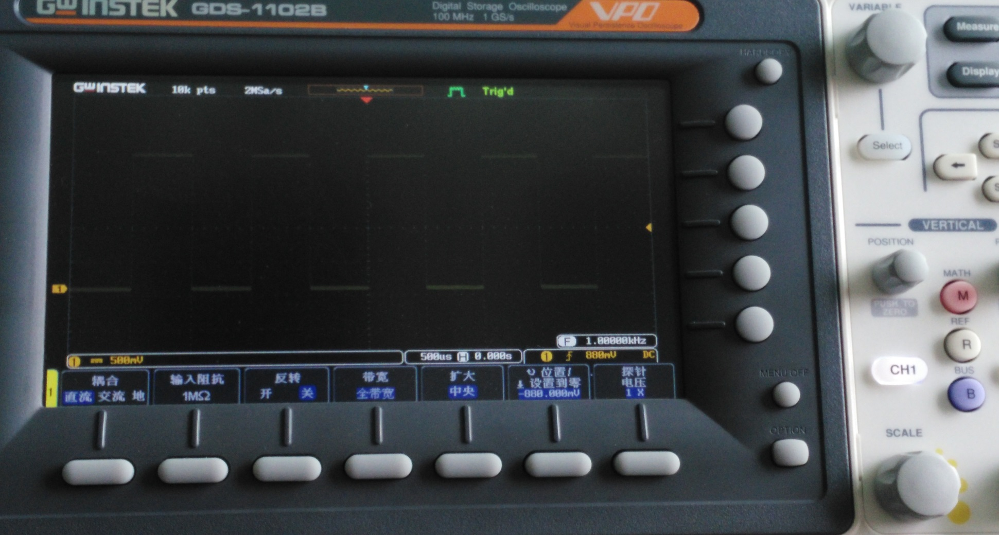 GWINSTEK GDS-1102B
Digital Storage Oscilloscope
100 MHz 1 GS/s
VPO
Visual Persistence Oscilloscope
VARIABLE
Measure
HARDCOPY
Display
GWINSTEK 10k pts 2MSa/s Trig'd
Select
←
S
S
VERTICAL
POSITION
MATH
M
PUSH TO
ZERO
REF
R
1
F 1.00000kHz
1 500mV 500us H 0.000s 1 880mV DC
CH1
BUS
B
MENU OFF
1
耦合
直流 交流 地
输入阻抗
1MΩ
反转
开 关
带宽
全带宽
扩大
中央
位置/
设置到零
-880.000mV
探针
电压
1 X
OPTION
SCALE